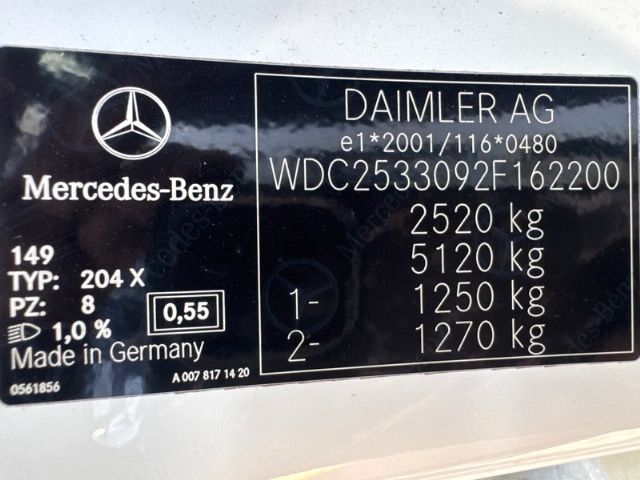 Mercedes-Benz
149
TYP: 204 X
PZ: 8
1,0 %
0,55
Made in Germany
0561856
A 007 817 14 20
DAIMLER AG
e1*2001/116*0480
WDC2533092F162200
2520 kg
5120 kg
1- 1250 kg
2- 1270 kg